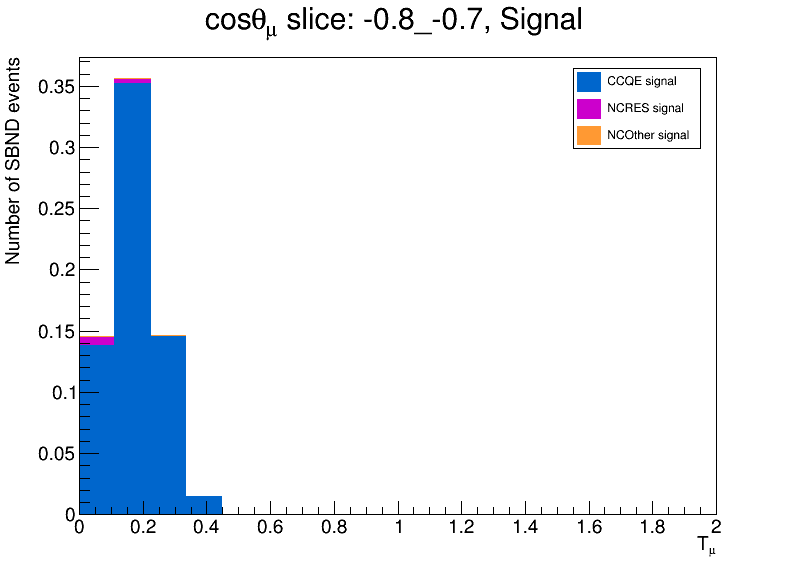 cosθμ slice: -0.8_-0.7, Signal
Number of SBND events
CCQE signal
NCRES signal
NCOther signal
0.35
0.3
0.25
0.2
0.15
0.1
0.05
0
0 0.2 0.4 0.6 0.8 1 1.2 1.4 1.6 1.8 2
Tμ